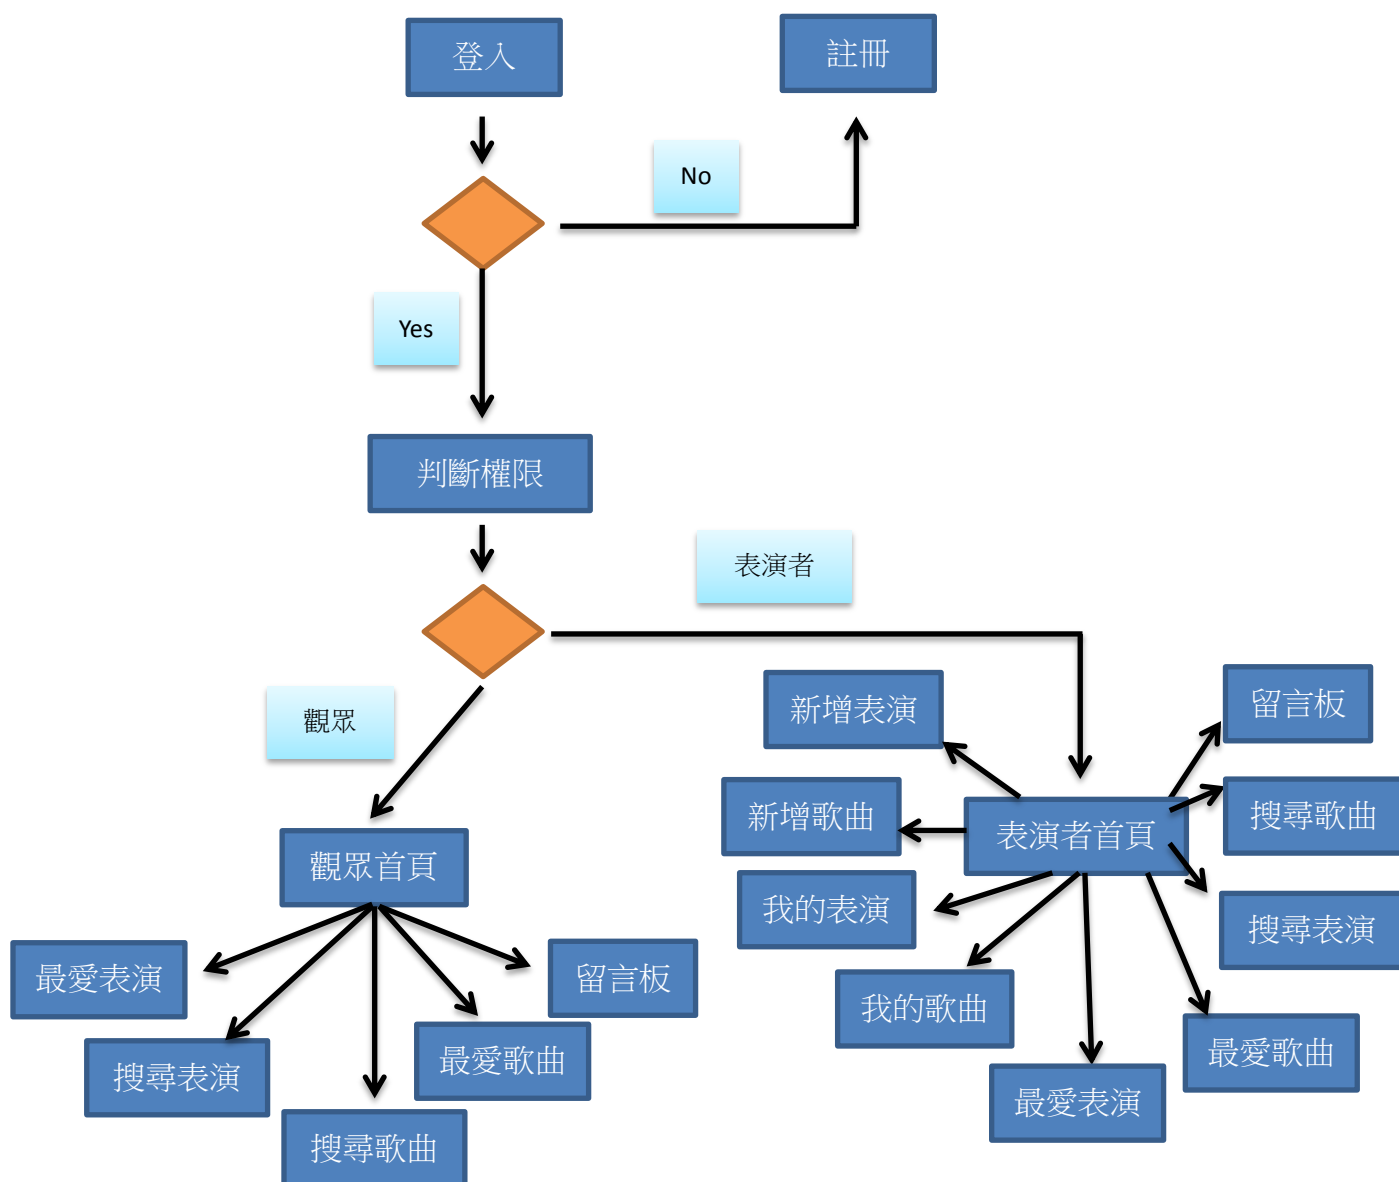 登入
註冊
No
Yes
判斷權限
表演者
觀眾
新增表演
留言板
新增歌曲
表演者首頁
搜尋歌曲
觀眾首頁
我的表演
搜尋表演
最愛表演
留言板
我的歌曲
搜尋表演
最愛歌曲
最愛歌曲
最愛表演
搜尋歌曲